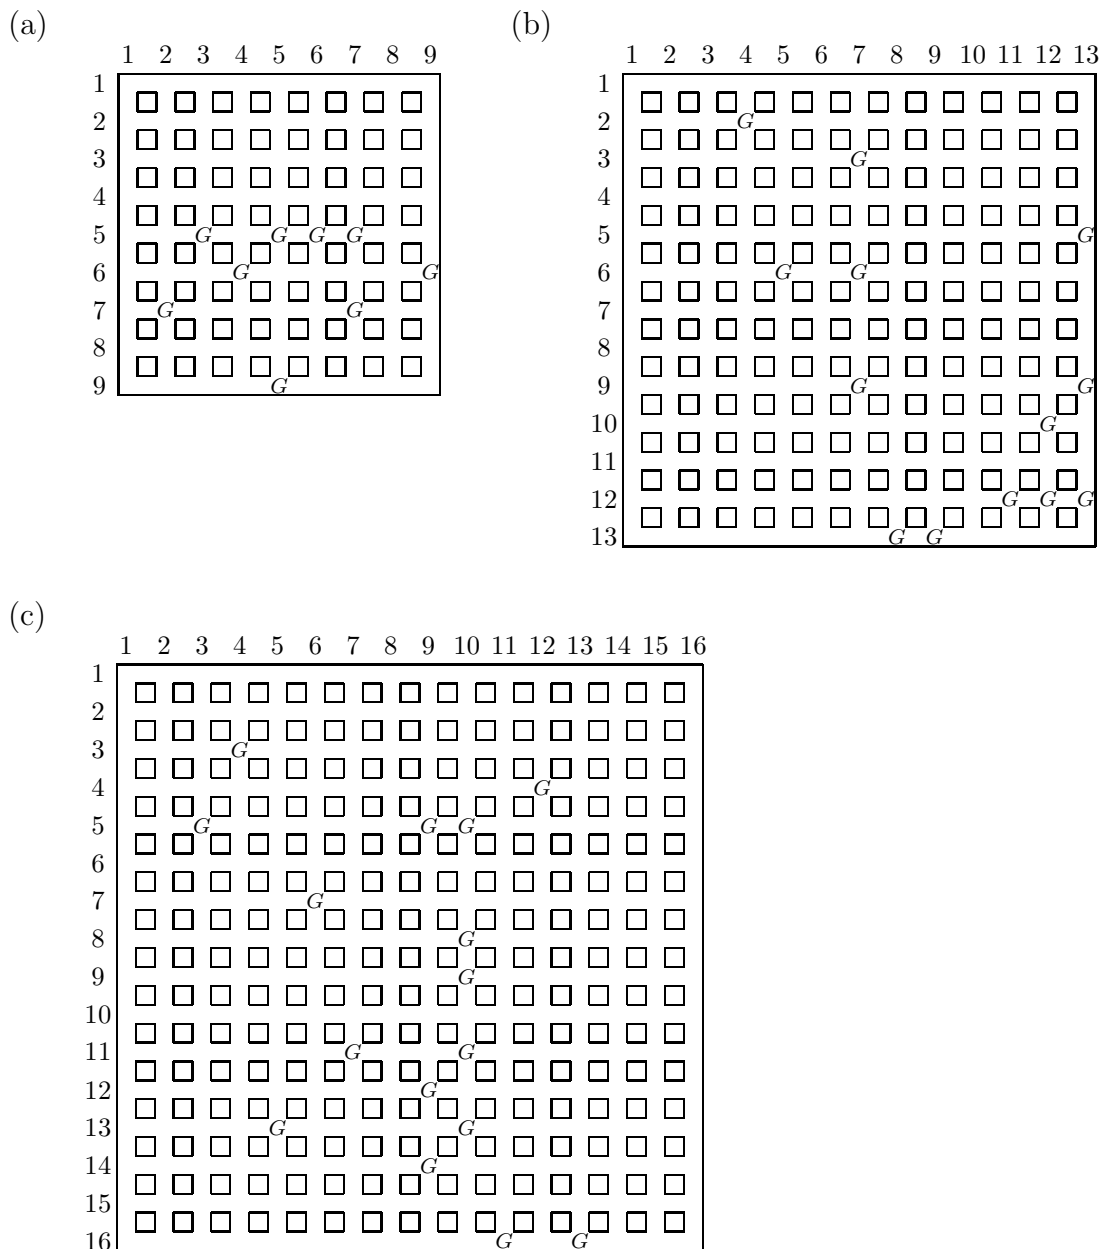 (a)
(b)
1 2 3 4 5 6 7 8 9
1 2 3 4 5 6 7 8 9 10 11 12 13
1
2
3
4
5 G G G G
6 G G
7 G G
8
9 G
1
2 G
3 G
4
5 G
6 G G
7
8
9 G G
10 G
11
12 G G G
13 G G
(c)
1 2 3 4 5 6 7 8 9 10 11 12 13 14 15 16
1
2
3 G
4 G
5 G G G
6
7 G
8 G
9 G
10
11 G G
12 G
13 G G
14 G
15
16 G G